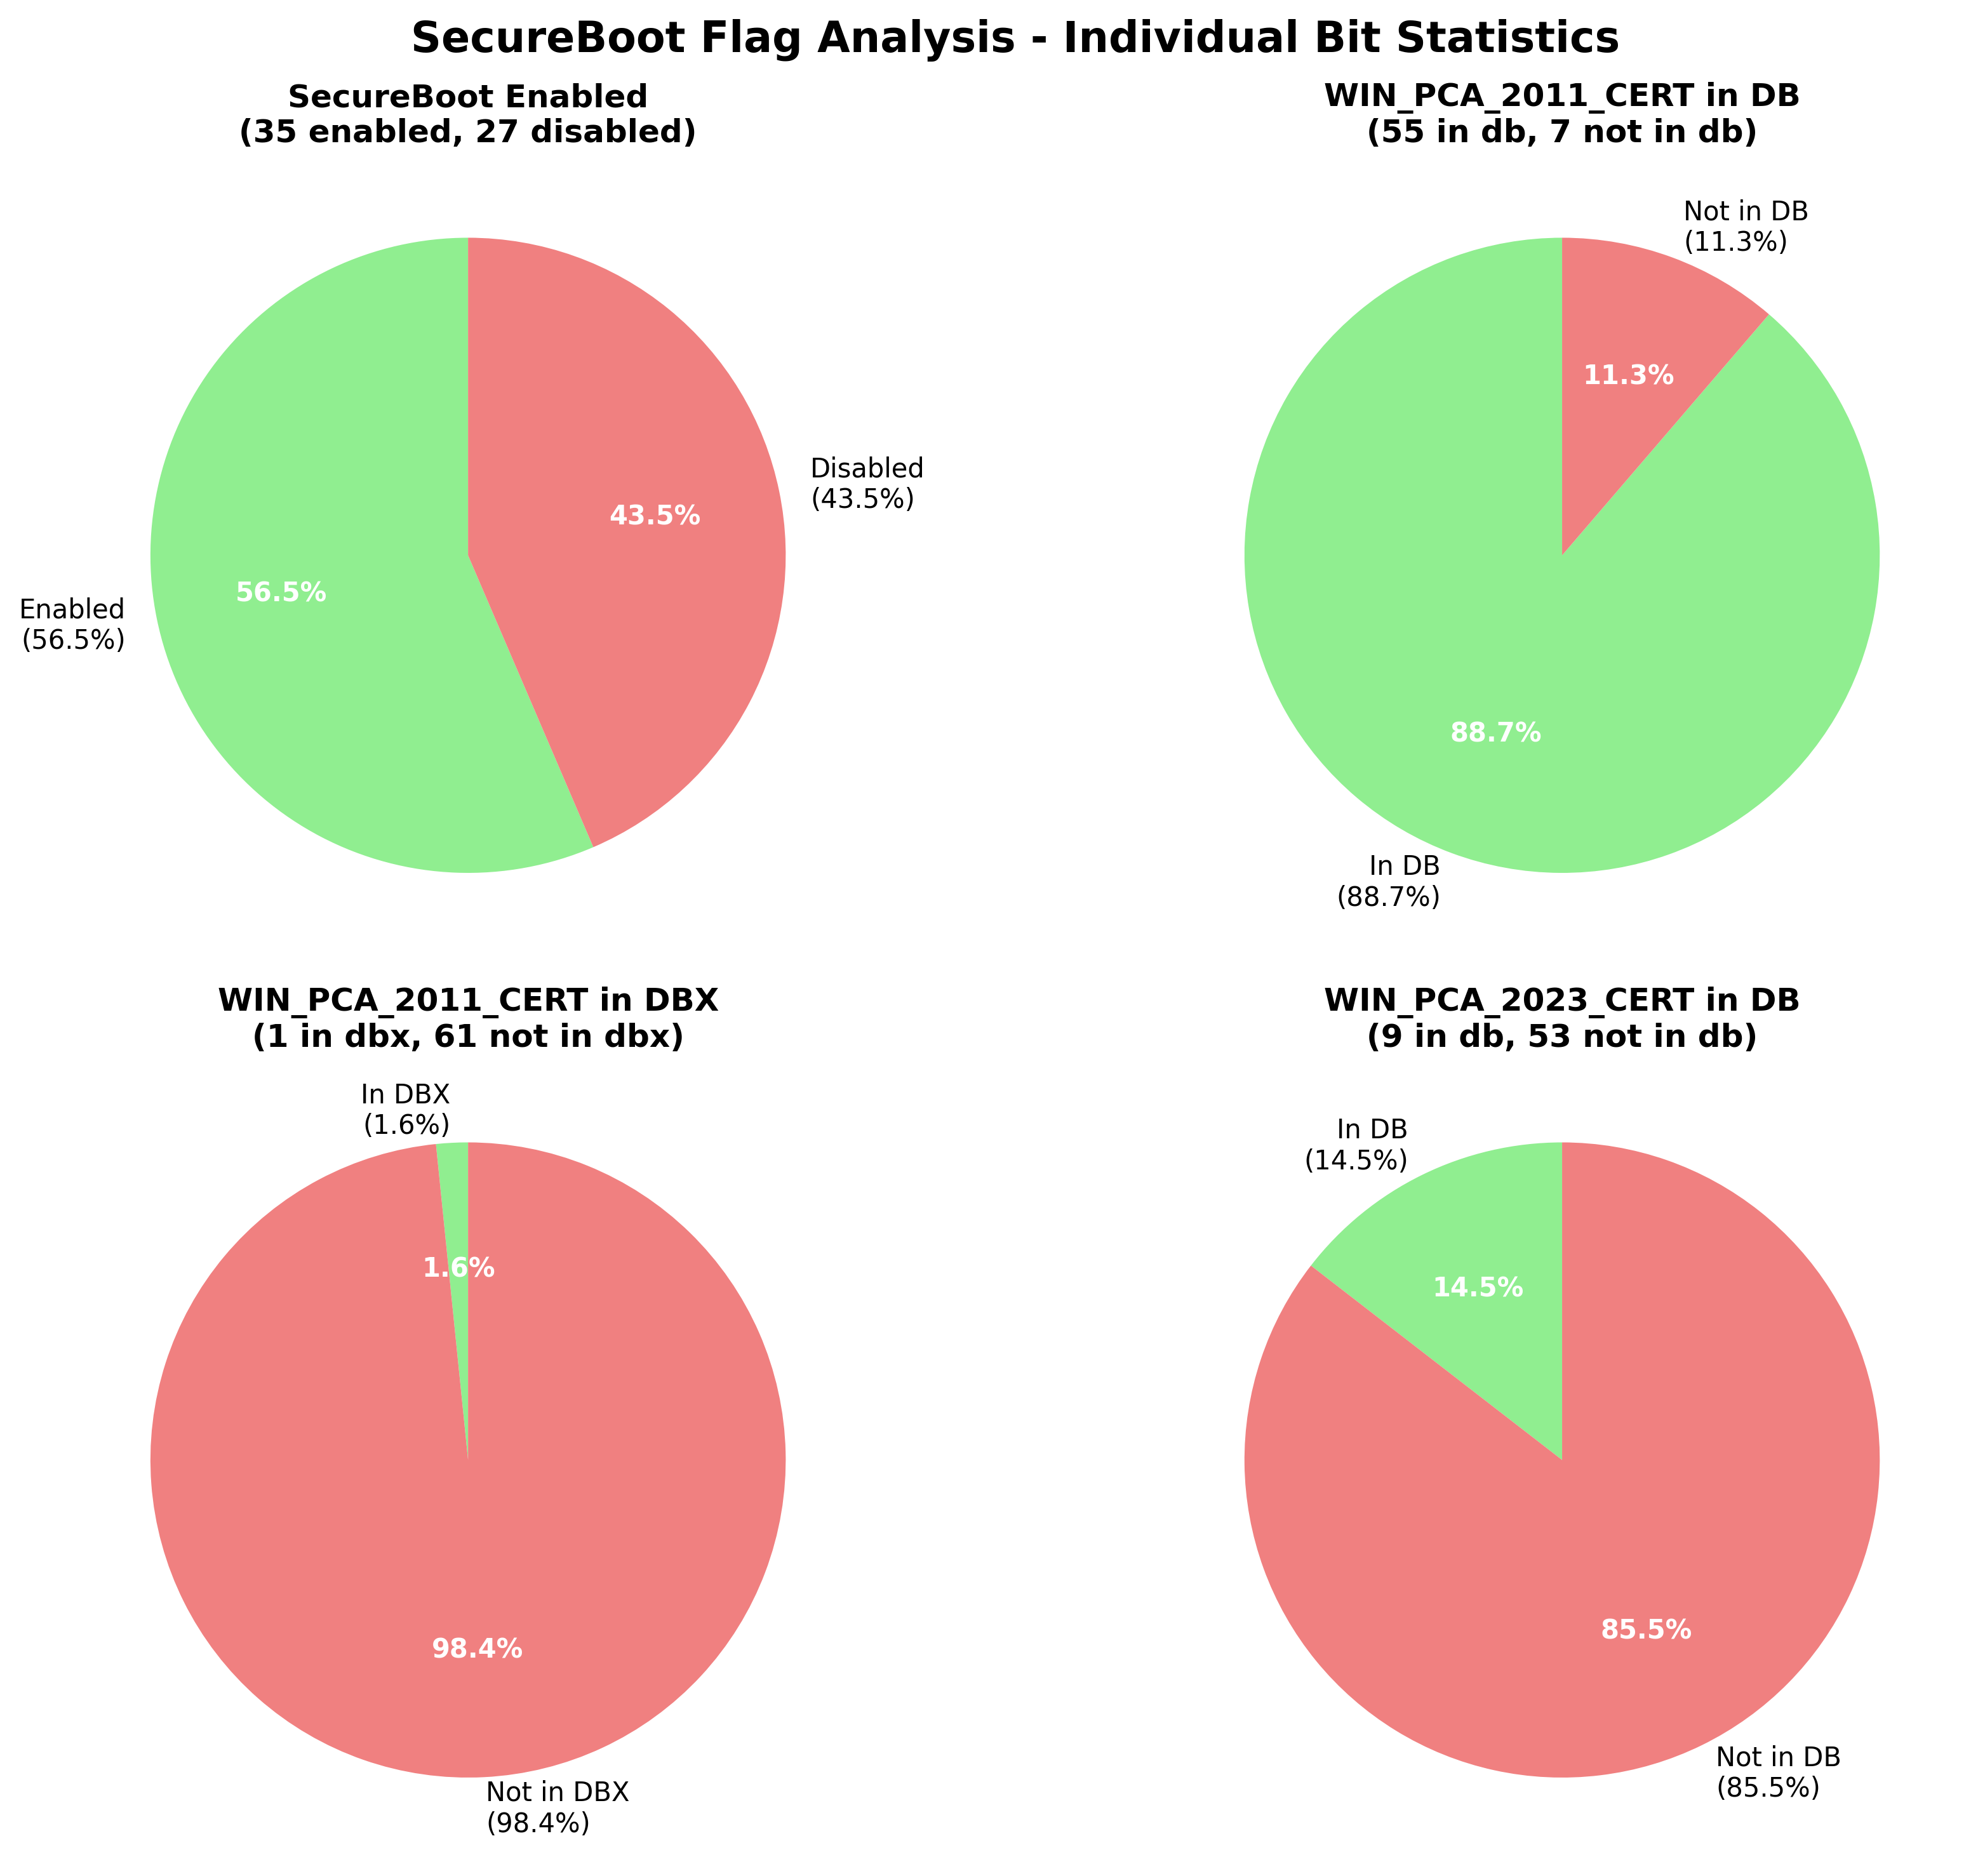 SecureBoot Flag Analysis - Individual Bit Statistics
SecureBoot Enabled
(35 enabled, 27 disabled)
Disabled
(43.5%)
43.5%
56.5%
Enabled
(56.5%)
WIN_PCA_2011_CERT in DB
(55 in db, 7 not in db)
Not in DB
(11.3%)
11.3%
88.7%
In DB
(88.7%)
WIN_PCA_2011_CERT in DBX
(1 in dbx, 61 not in dbx)
In DBX
(1.6%)
1.6%
98.4%
Not in DBX
(98.4%)
WIN_PCA_2023_CERT in DB
(9 in db, 53 not in db)
In DB
(14.5%)
14.5%
85.5%
Not in DB
(85.5%)